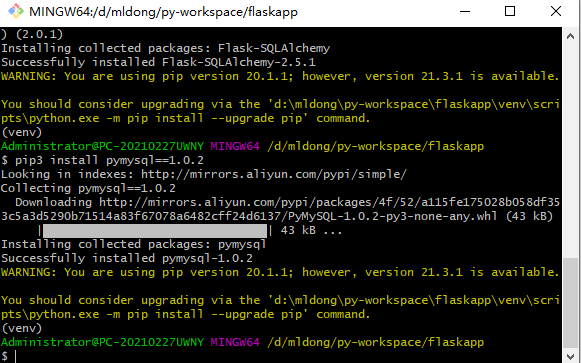 MINGW64:/d/mldong/py-workspace/flaskapp
) (2.0.1)
Installing collected packages: Flask-SQLAlchemy
Successfully installed Flask-SQLAlchemy-2.5.1
WARNING: You are using pip version 20.1.1; however, version 21.3.1 is available.
You should consider upgrading via the 'd:\mldong\py-workspace\flaskapp\venv\scri
pts\python.exe -m pip install --upgrade pip' command.
(venv)
Administrator@PC-20210227UWNY MINGW64 /d/mldong/py-workspace/flaskapp
$ pip3 install pymysql==1.0.2
Looking in indexes: http://mirrors.aliyun.com/pypi/simple/
Collecting pymysql==1.0.2
Downloading http://mirrors.aliyun.com/pypi/packages/4f/52/a115fe175028b058df35
3c5a3d5290b71514a83f67078a6482cff24d6137/PyMySQL-1.0.2-py3-none-any.whl (43 kB)
| | 43 kB ...
Installing collected packages: pymysql
Successfully installed pymysql-1.0.2
WARNING: You are using pip version 20.1.1; however, version 21.3.1 is available.
You should consider upgrading via the 'd:\mldong\py-workspace\flaskapp\venv\scri
pts\python.exe -m pip install --upgrade pip' command.
(venv)
Administrator@PC-20210227UWNY MINGW64 /d/mldong/py-workspace/flaskapp
$